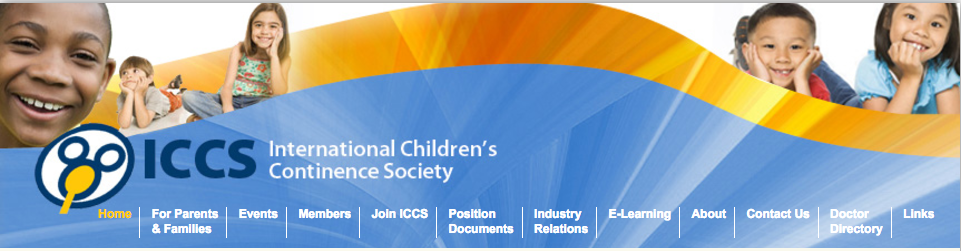 ICCS
International Children's
Continence Society
Home
For Parents
& Families
Events
Members
Join ICCS
Position
Documents
Industry
Relations
E-Learning
About
Contact Us
Doctor
Directory
Links